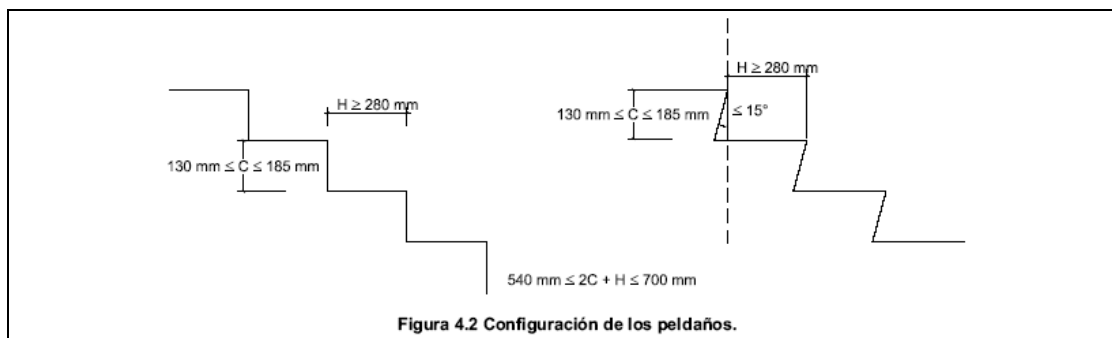 H ≥ 280 mm
130 mm ≤ C ≤ 185 mm
H ≥ 280 mm
130 mm ≤ C ≤ 185 mm
≤ 15°
540 mm ≤ 2C + H ≤ 700 mm
Figura 4.2 Configuración de los peldaños.